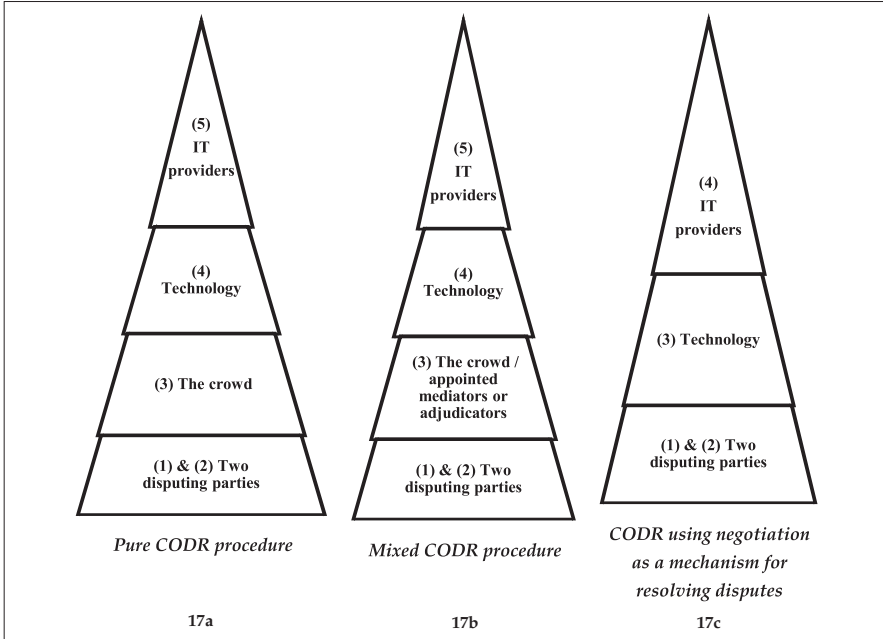 (5)
IT
providers
(4)
Technology
(3) The crowd
(1) & (2) Two
disputing parties
Pure CODR procedure
17a
(5)
IT
providers
(4)
Technology
(3) The crowd /
appointed
mediators or
adjudicators
(1) & (2) Two
disputing parties
Mixed CODR procedure
17b
(4)
IT
providers
(3) Technology
(1) & (2) Two
disputing parties
CODR using negotiation
as a mechanism for
resolving disputes
17c